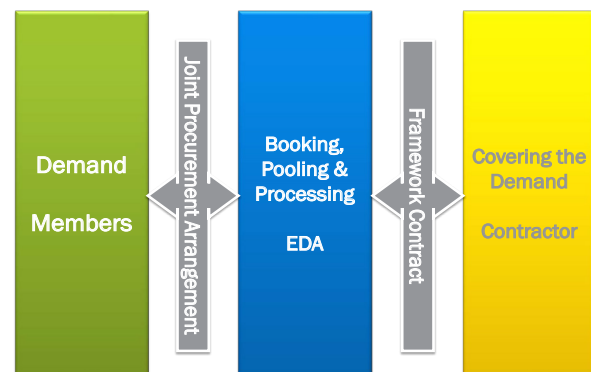 Demand
Members
Joint Procurement Arrangement
Booking,
Pooling &
Processing
EDA
Framework Contract
Covering the
Demand
Contractor